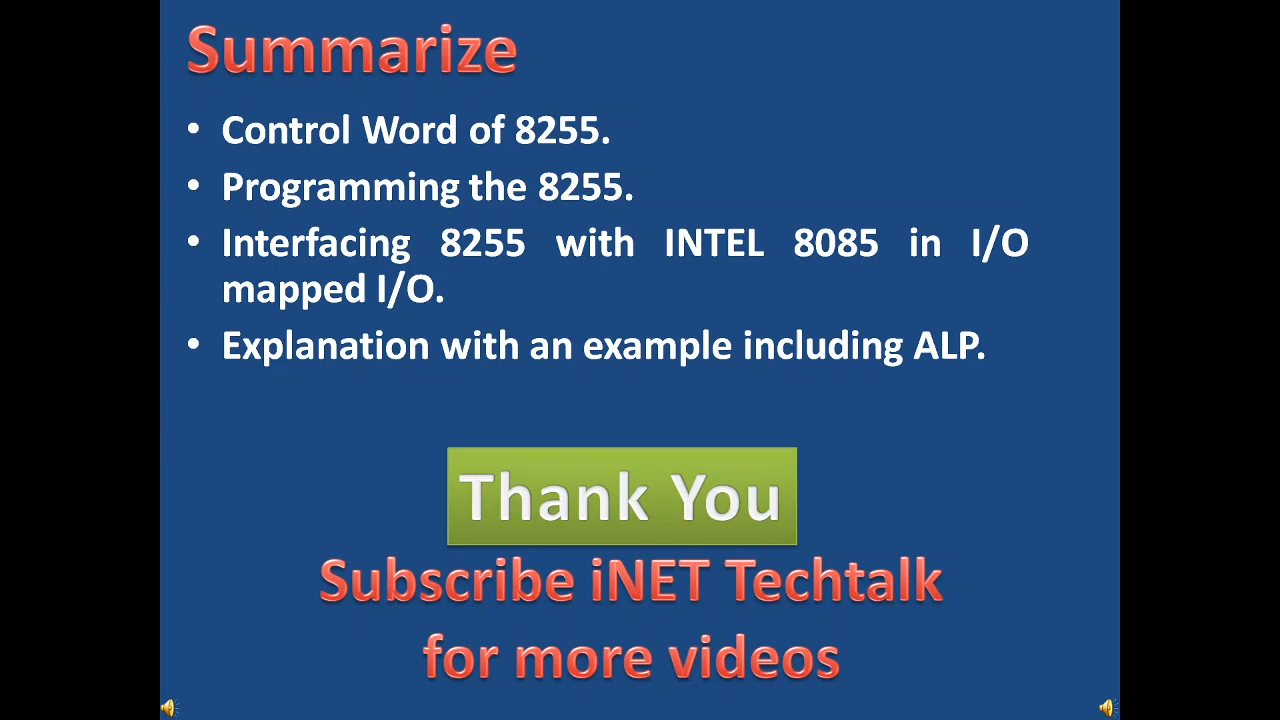 Summarize
• Control Word of 8255.
• Programming the 8255.
• Interfacing 8255 with INTEL 8085 in I/O
mapped I/O.
• Explanation with an example including ALP.
Thank You
Subscribe iNET Techtalk
for more videos